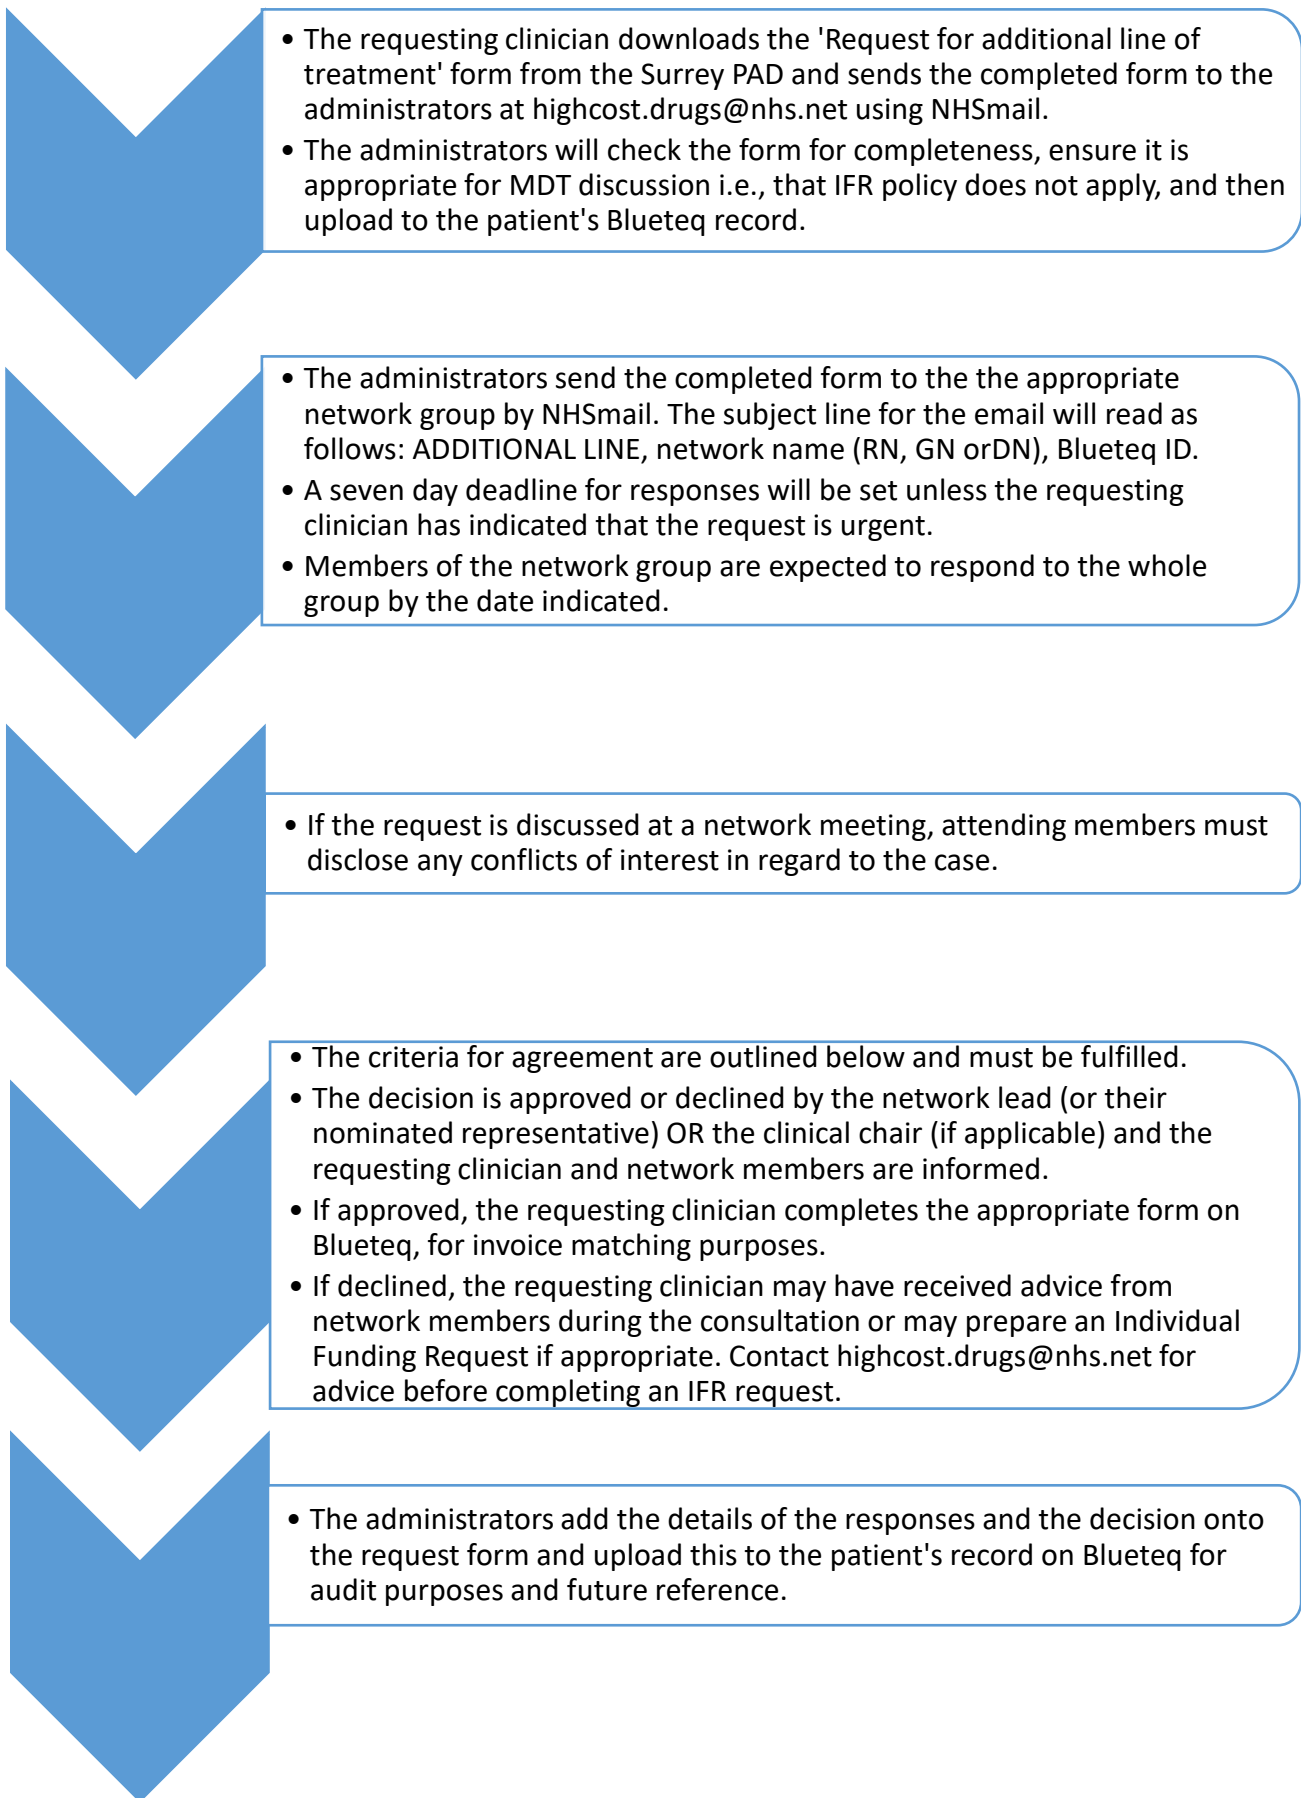 • The requesting clinician downloads the 'Request for additional line of
treatment' form from the Surrey PAD and sends the completed form to the
administrators at highcost.drugs@nhs.net using NHSmail.
• The administrators will check the form for completeness, ensure it is
appropriate for MDT discussion i.e., that IFR policy does not apply, and then
upload to the patient's Blueteq record.
• The administrators send the completed form to the the appropriate
network group by NHSmail. The subject line for the email will read as
follows: ADDITIONAL LINE, network name (RN, GN orDN), Blueteq ID.
• A seven day deadline for responses will be set unless the requesting
clinician has indicated that the request is urgent.
• Members of the network group are expected to respond to the whole
group by the date indicated.
• If the request is discussed at a network meeting, attending members must
disclose any conflicts of interest in regard to the case.
• The criteria for agreement are outlined below and must be fulfilled.
• The decision is approved or declined by the network lead (or their
nominated representative) OR the clinical chair (if applicable) and the
requesting clinician and network members are informed.
• If approved, the requesting clinician completes the appropriate form on
Blueteq, for invoice matching purposes.
• If declined, the requesting clinician may have received advice from
network members during the consultation or may prepare an Individual
Funding Request if appropriate. Contact highcost.drugs@nhs.net for
advice before completing an IFR request.
• The administrators add the details of the responses and the decision onto
the request form and upload this to the patient's record on Blueteq for
audit purposes and future reference.